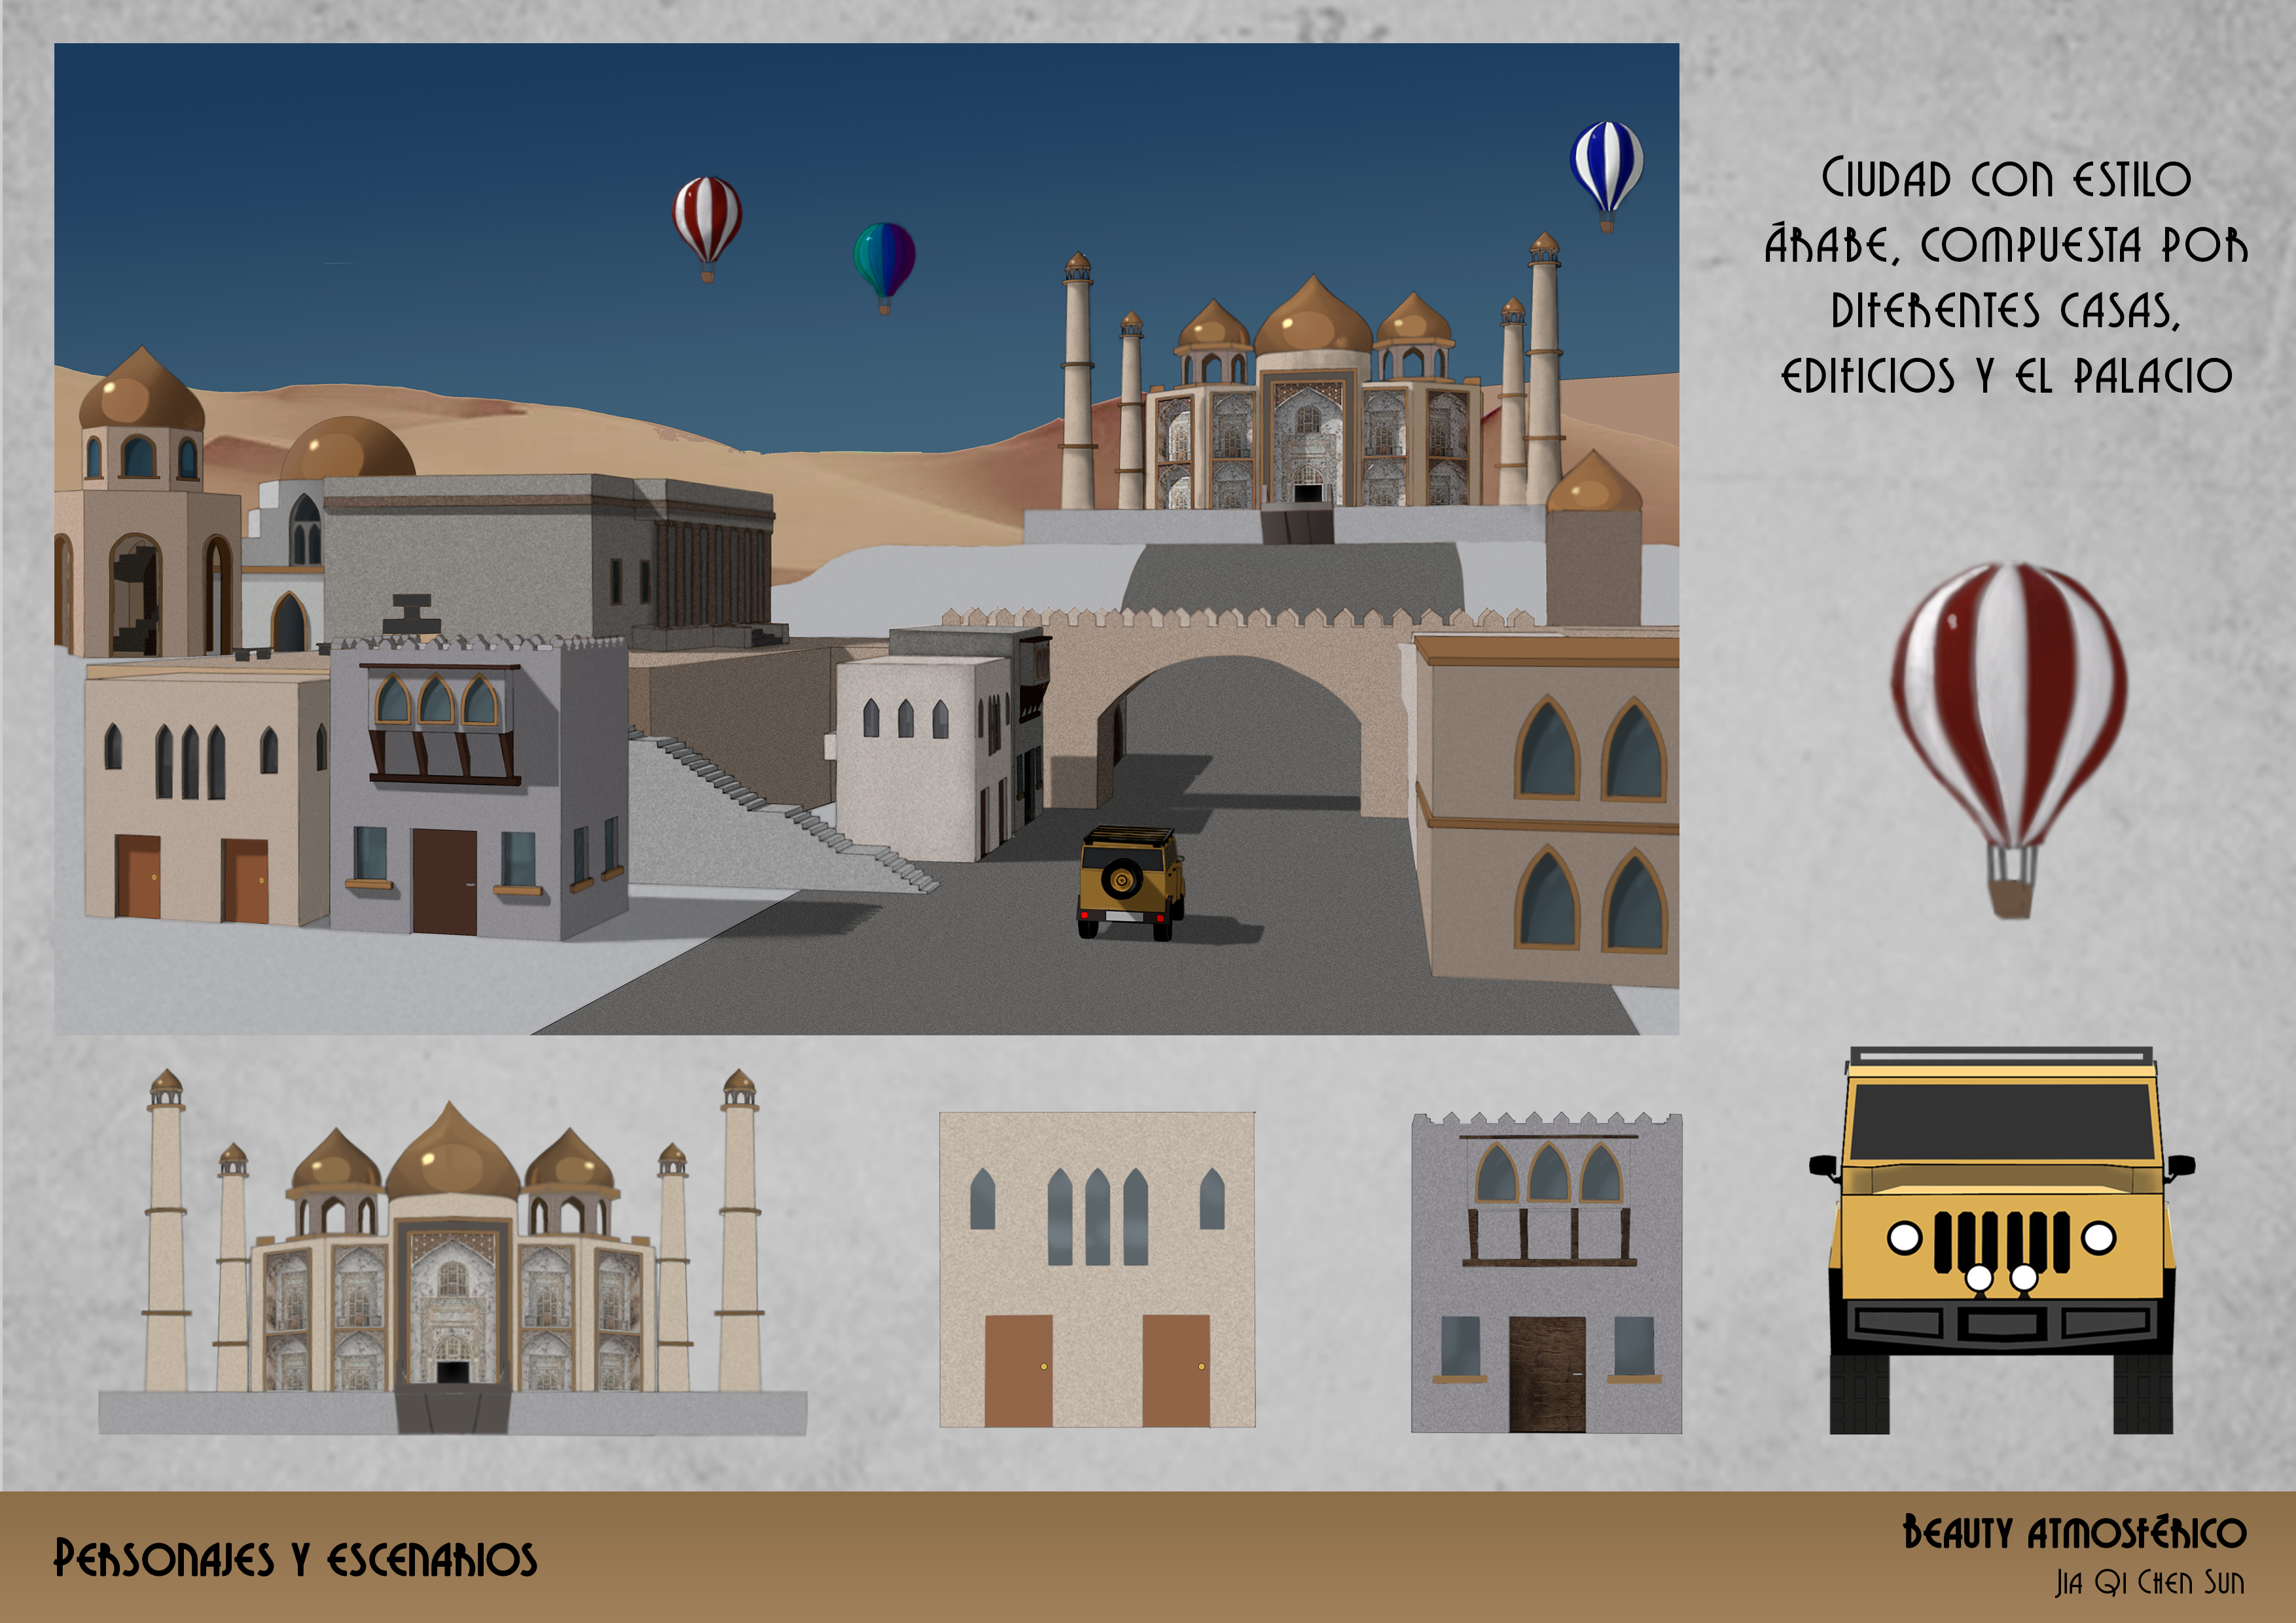 Ciudad con estilo
árabe, compuesta por
diferentes casas,
edificios y el palacio
Personajes y escenarios
Beauty atmosférico
Jia Qi Chen Sun